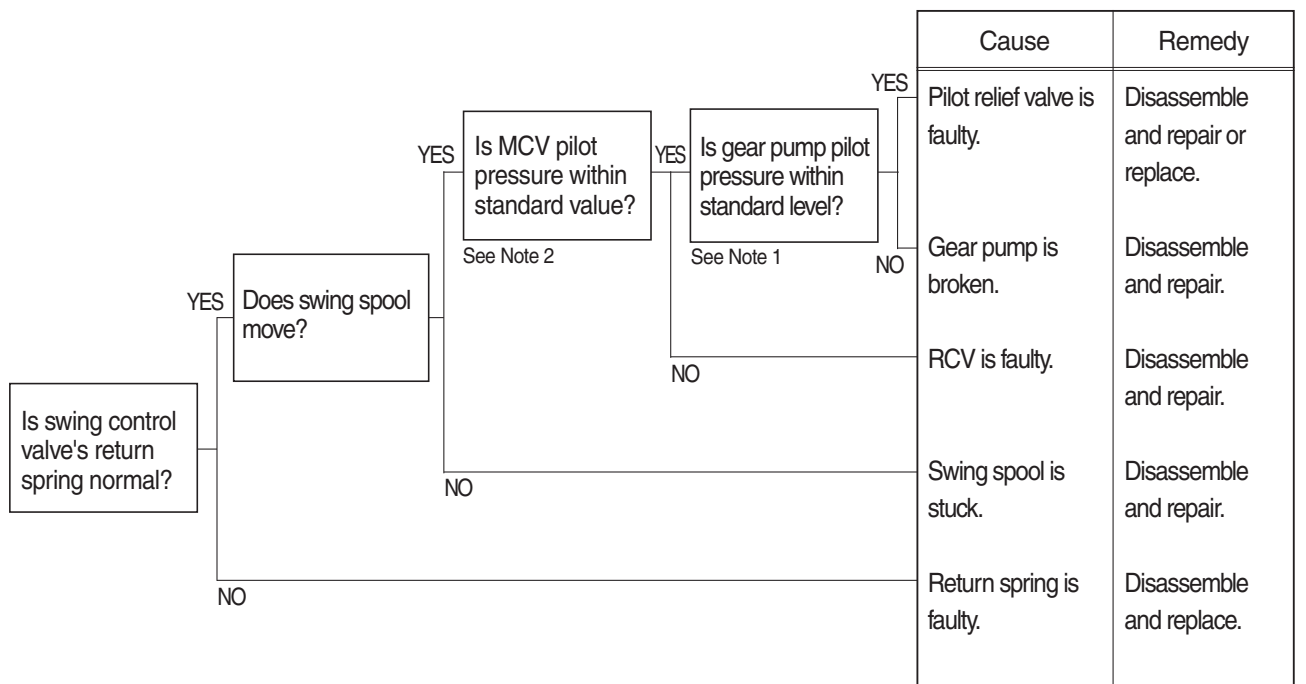 Cause
Remedy
YES
Pilot relief valve is
faulty.
Disassemble
and repair or
replace.
YES
Is MCV pilot
pressure within
standard value?
See Note 2
YES
Is gear pump pilot
pressure within
standard level?
See Note 1
NO
Gear pump is
broken.
Disassemble
and repair.
YES
Does swing spool
move?
NO
RCV is faulty.
Disassemble
and repair.
Is swing control
valve's return
spring normal?
NO
Swing spool is
stuck.
Disassemble
and repair.
NO
Return spring is
faulty.
Disassemble
and replace.